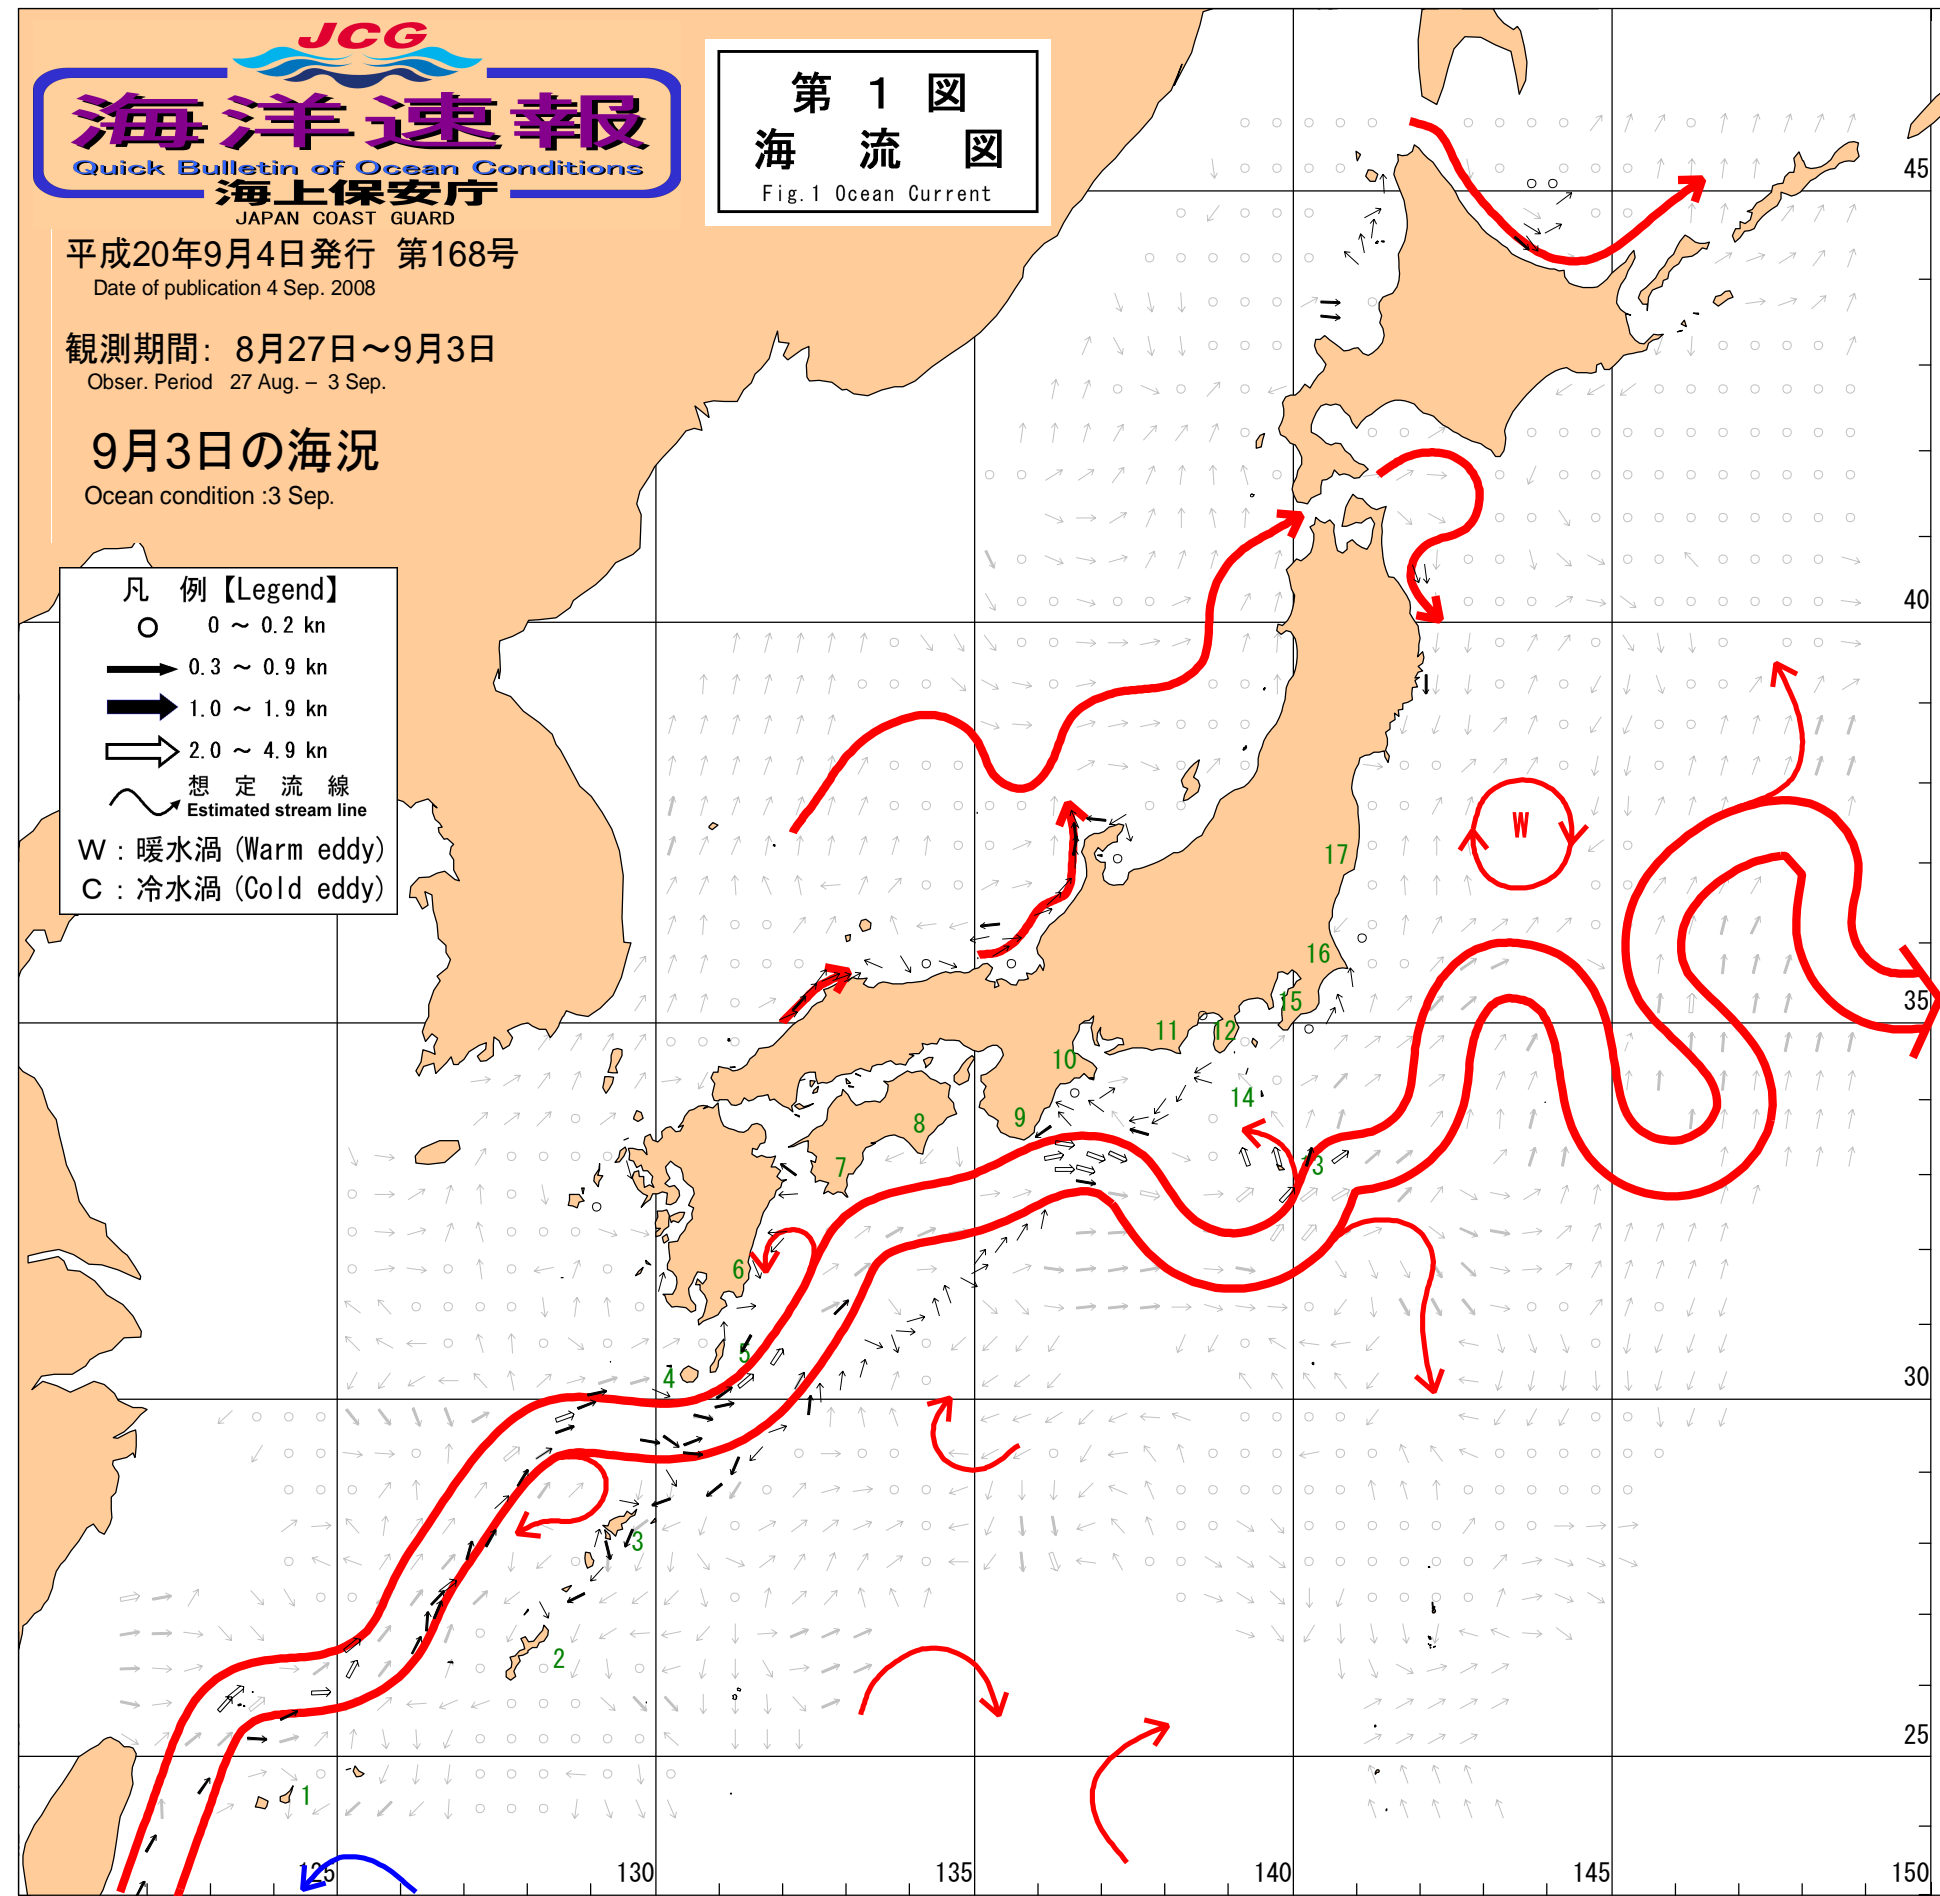 JCG
海洋速報
Quick Bulletin of Ocean Conditions
海上保安庁
JAPAN COAST GUARD
平成20年9月4日発行 第168号
Date of publication 4 Sep. 2008
観測期間: 8月27日～9月3日
Obser. Period 27 Aug. – 3 Sep.
9月3日の海況
Ocean condition :3 Sep.
第 1 図
海 流 図
Fig.1 Ocean Current
凡 例【Legend】
0 ～ 0.2 kn
0.3 ～ 0.9 kn
1.0 ～ 1.9 kn
2.0 ～ 4.9 kn
想 定 流 線
Estimated stream line
W : 暖水渦 (Warm eddy)
C : 冷水渦 (Cold eddy)
45
40
W
17
16
35
15
12
11
10
14
9
8
13
7
6
5
4
30
3
2
25
1
125
130
135
140
145
150